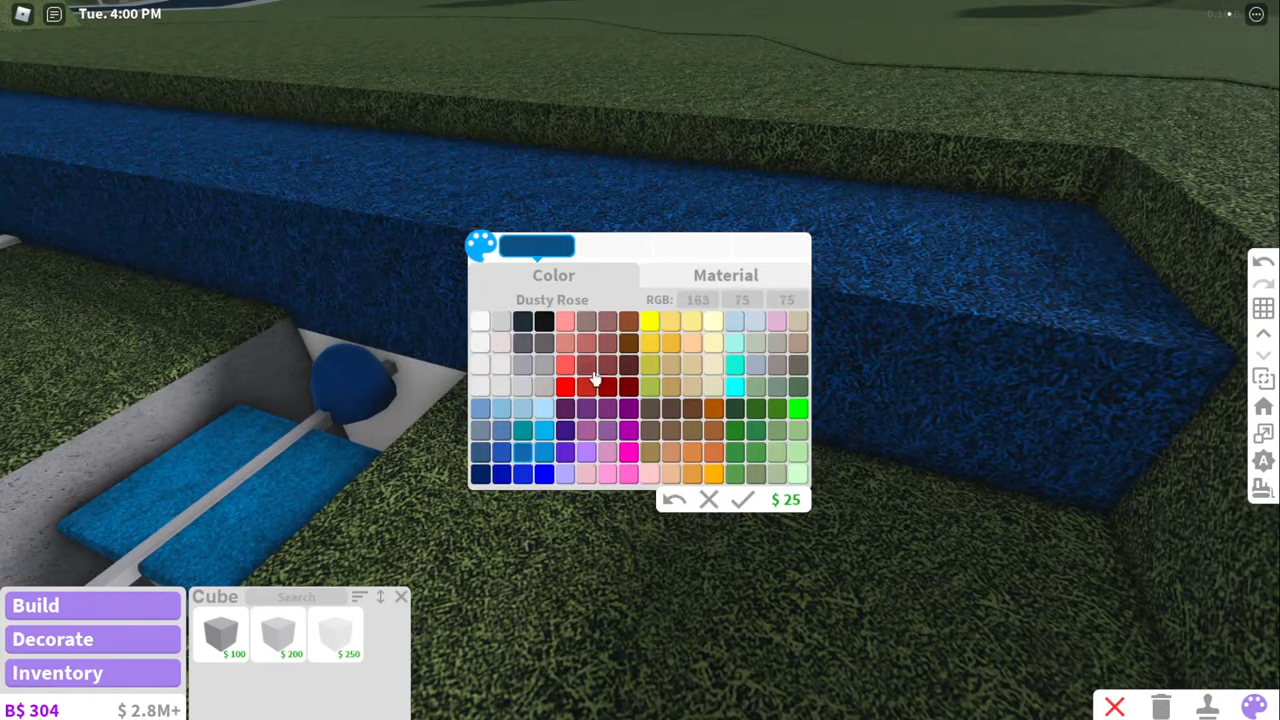 Tue. 4:00 PM
Color
Material
Dusty Rose
RGB: 163 75 75
$ 25
Build
Decorate
Inventory
B$ 304
$ 2.8M+
Cube
Search
$ 100
$ 200
$ 250
A